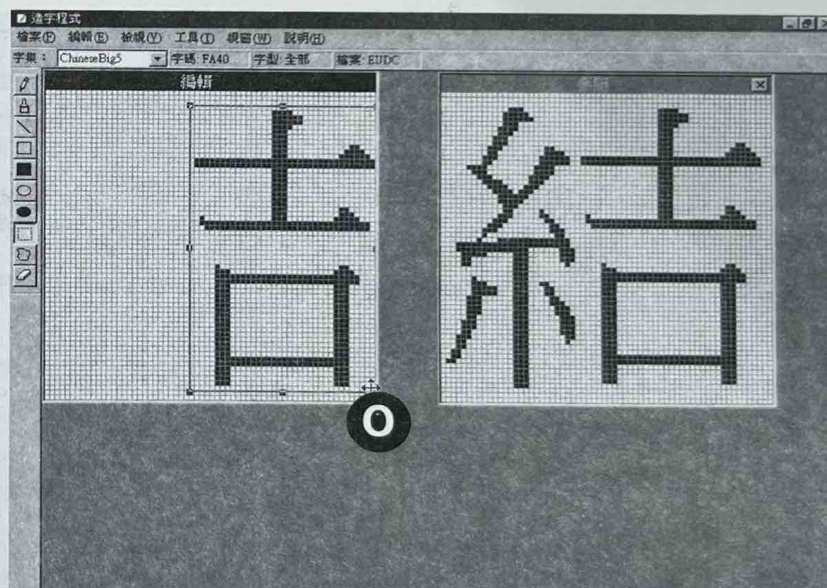 造字程式
檔案(F) 編輯(E) 檢視(V) 工具(T) 視窗(W) 說明(H)
字集： ChineseBig5 字碼: FA40 字型: 全部 檔案: EUDC
編輯
吉
結
O